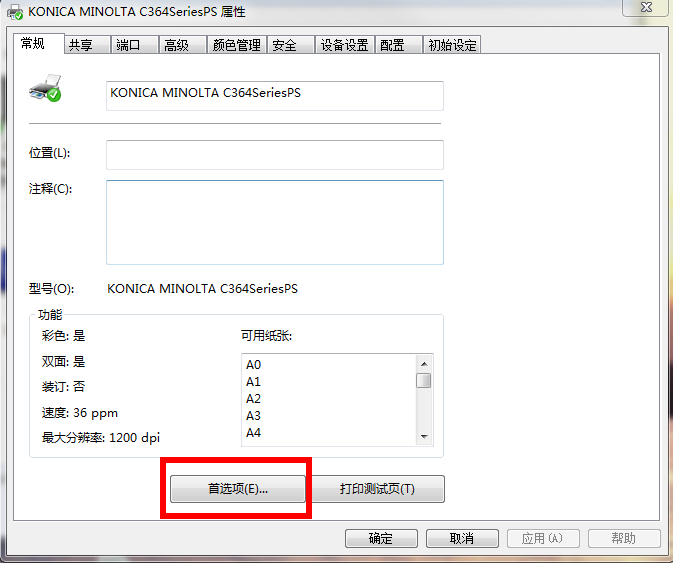 KONICA MINOLTA C364SeriesPS 属性
常规 共享 端口 高级 颜色管理 安全 设备设置 配置 初始设定
KONICA MINOLTA C364SeriesPS
位置(L):
注释(C):
型号(O): KONICA MINOLTA C364SeriesPS
功能
彩色: 是 可用纸张:
双面: 是 A0
A1
装订: 否 A2
速度: 36 ppm A3
最大分辨率: 1200 dpi A4
首选项(E)... 打印测试页(T)
确定 取消 应用(A) 帮助